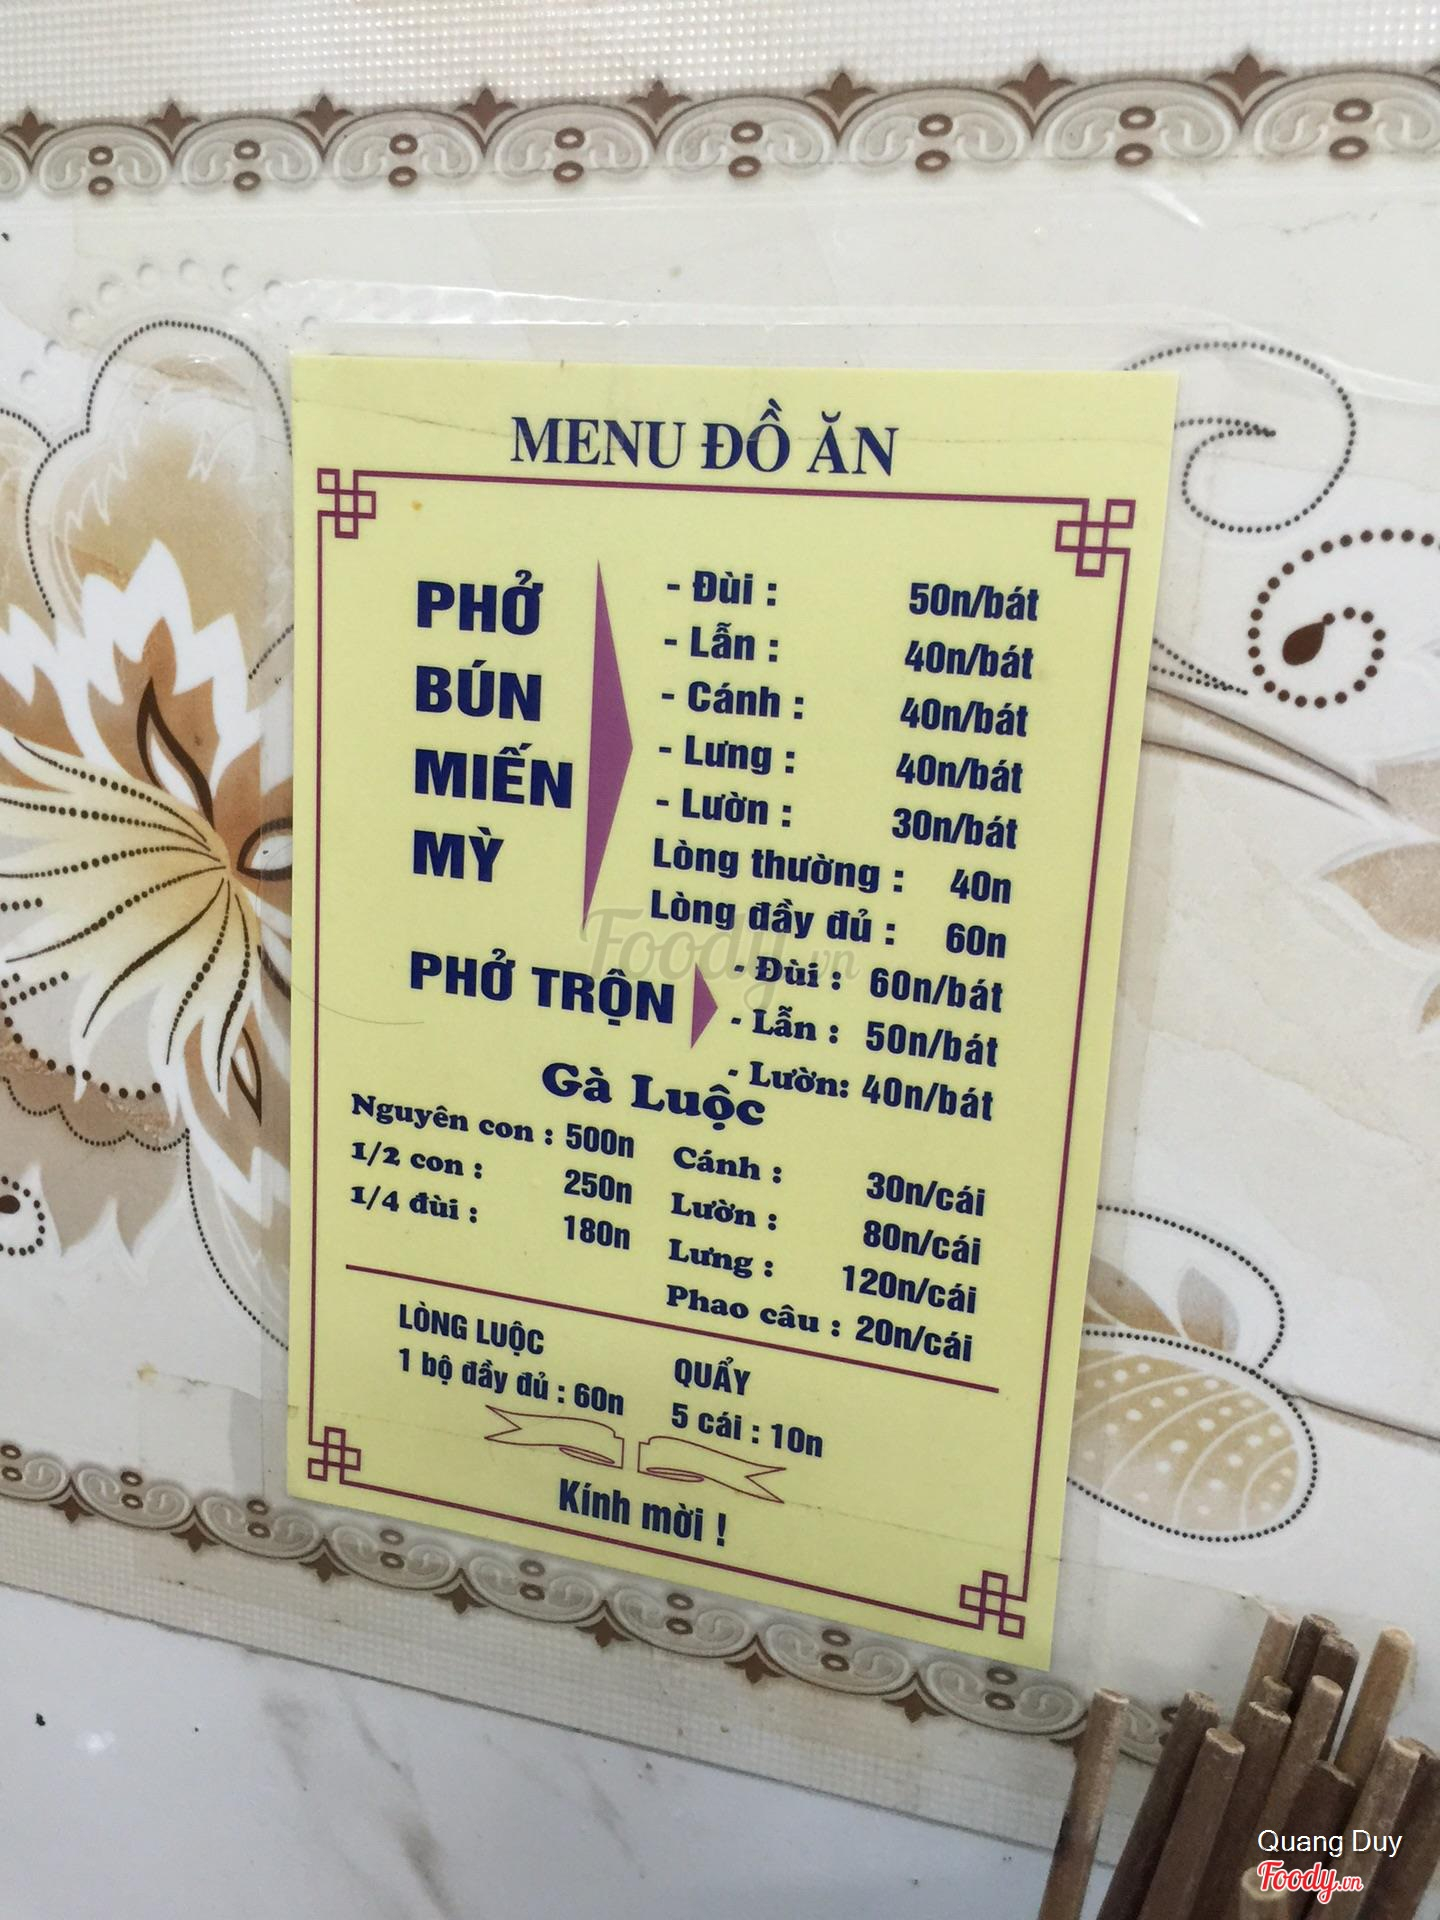 MENU ĐỒ ĂN
PHỞ
BÚN
MIẾN
MỲ
- Đùi : 50n/bát
- Lẫn : 40n/bát
- Cánh : 40n/bát
- Lưng : 40n/bát
- Lườn : 30n/bát
Lòng thường : 40n
Lòng đầy đủ : 60n
PHỞ TRỘN
- Đùi : 60n/bát
- Lẫn : 50n/bát
- Lườn: 40n/bát
Gà Luộc
Nguyên con : 500n
1/2 con : 250n
1/4 đùi : 180n
Cánh : 30n/cái
Lườn : 80n/cái
Lưng : 120n/cái
Phao câu : 20n/cái
LÒNG LUỘC
1 bộ đầy đủ : 60n
QUẨY
5 cái : 10n
Kính mời !
Foody.vn
Quang Duy
Foody.vn